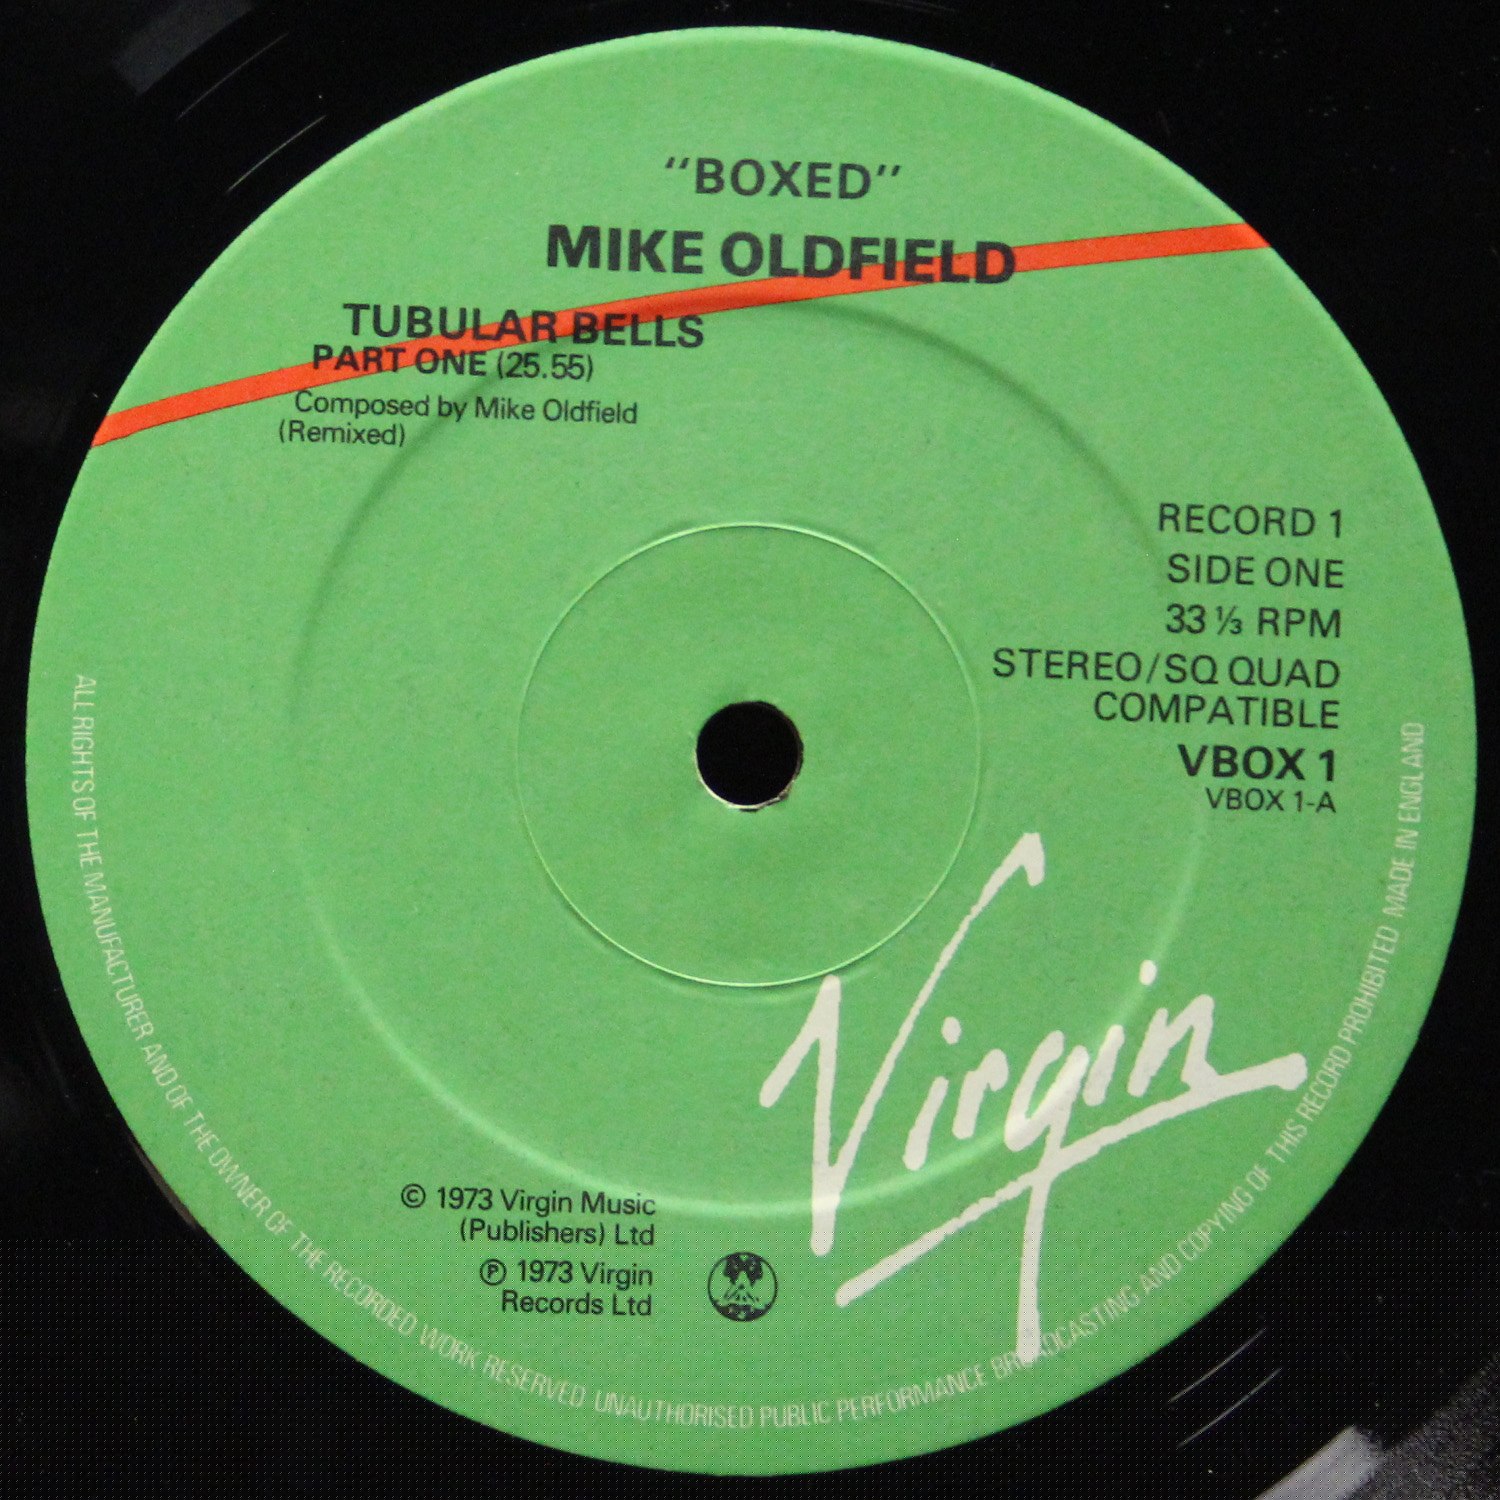 "BOXED"
MIKE OLDFIELD
TUBULAR BELLS
PART ONE (25.55)
Composed by Mike Oldfield
(Remixed)
RECORD 1
SIDE ONE
33 ⅓ RPM
STEREO/SQ QUAD
COMPATIBLE
VBOX 1
VBOX 1-A
Virgin
© 1973 Virgin Music
(Publishers) Ltd
℗ 1973 Virgin
Records Ltd
ALL RIGHTS OF THE MANUFACTURER AND OF THE OWNER OF THE RECORDED WORK RESERVED UNAUTHORISED PUBLIC PERFORMANCE BROADCASTING AND COPYING OF THIS RECORD PROHIBITED MADE IN ENGLAND